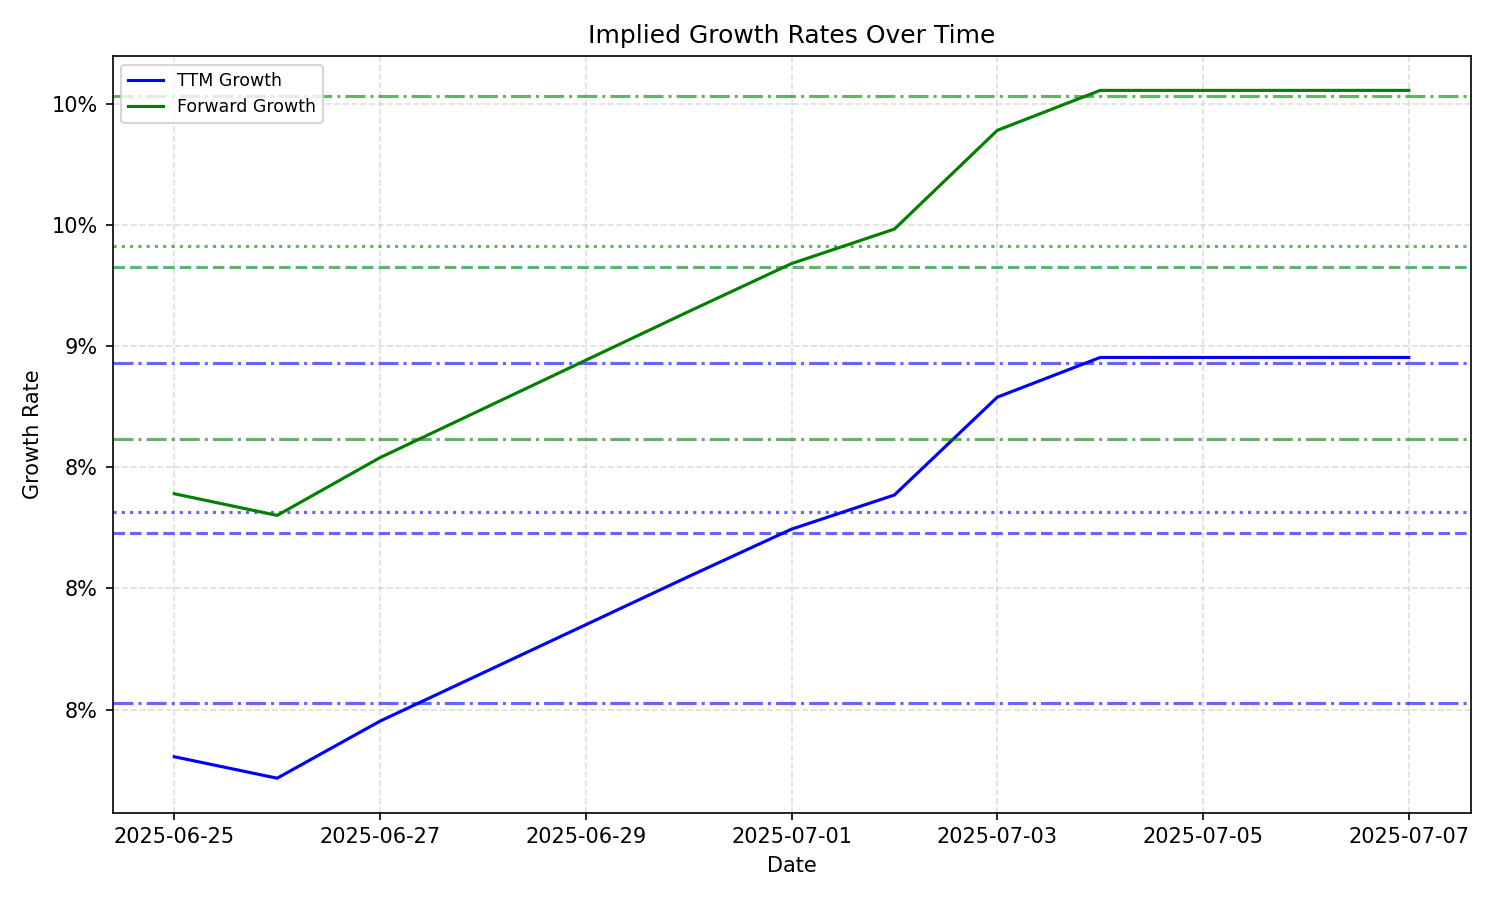 Implied Growth Rates Over Time
TTM Growth
Forward Growth
10%
10%
9%
8%
8%
8%
Growth Rate
2025-06-25
2025-06-27
2025-06-29
2025-07-01
2025-07-03
2025-07-05
2025-07-07
Date